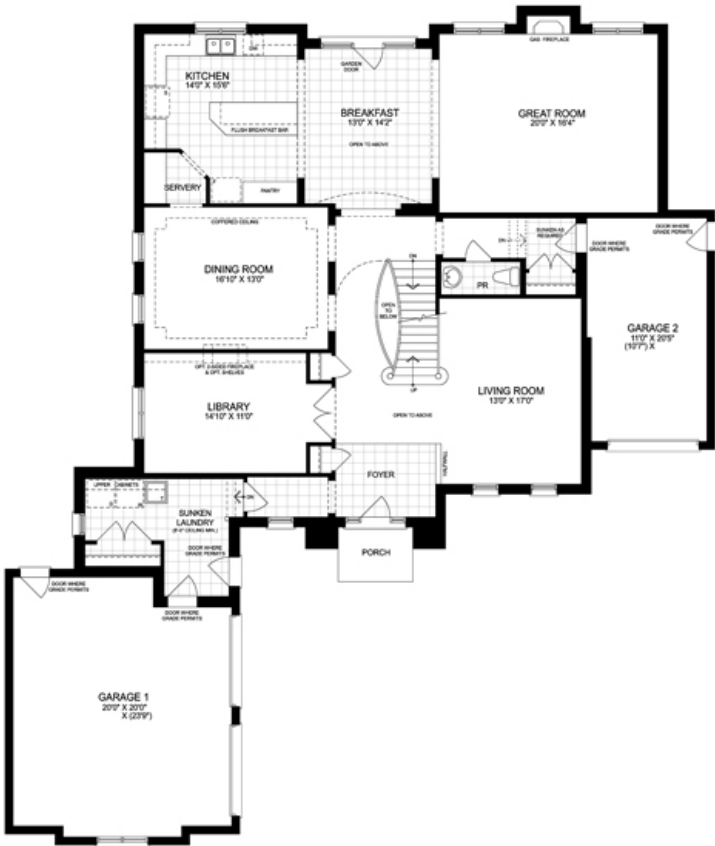 GAS FIREPLACE
DW
KITCHEN
14'0" X 15'6"
GARDEN
DOOR
BREAKFAST
13'0" X 14'2"
OPEN TO ABOVE
GREAT ROOM
20'0" X 16'4"
FLUSH BREAKFAST BAR
SERVERY
PANTRY
COFFERED CEILING
DINING ROOM
16'10" X 13'0"
DN
DN
SUNKEN AS
REQUIRED
DOOR WHERE
GRADE PERMITS
DOOR WHERE
GRADE PERMITS
PR
OPEN
TO
BELOW
GARAGE 2
11'0" X 20'5"
(10'7") X
OPT. 2-SIDED FIREPLACE
& OPT. SHELVES
LIBRARY
14'10" X 11'0"
UP
LIVING ROOM
13'0" X 17'0"
OPEN TO ABOVE
FOYER
UPPER CABINETS
SUNKEN
LAUNDRY
DN
DOOR WHERE
GRADE PERMITS
PORCH
DOOR WHERE
GRADE PERMITS
DOOR WHERE
GRADE PERMITS
GARAGE 1
20'0" X 20'0"
X (23'9")